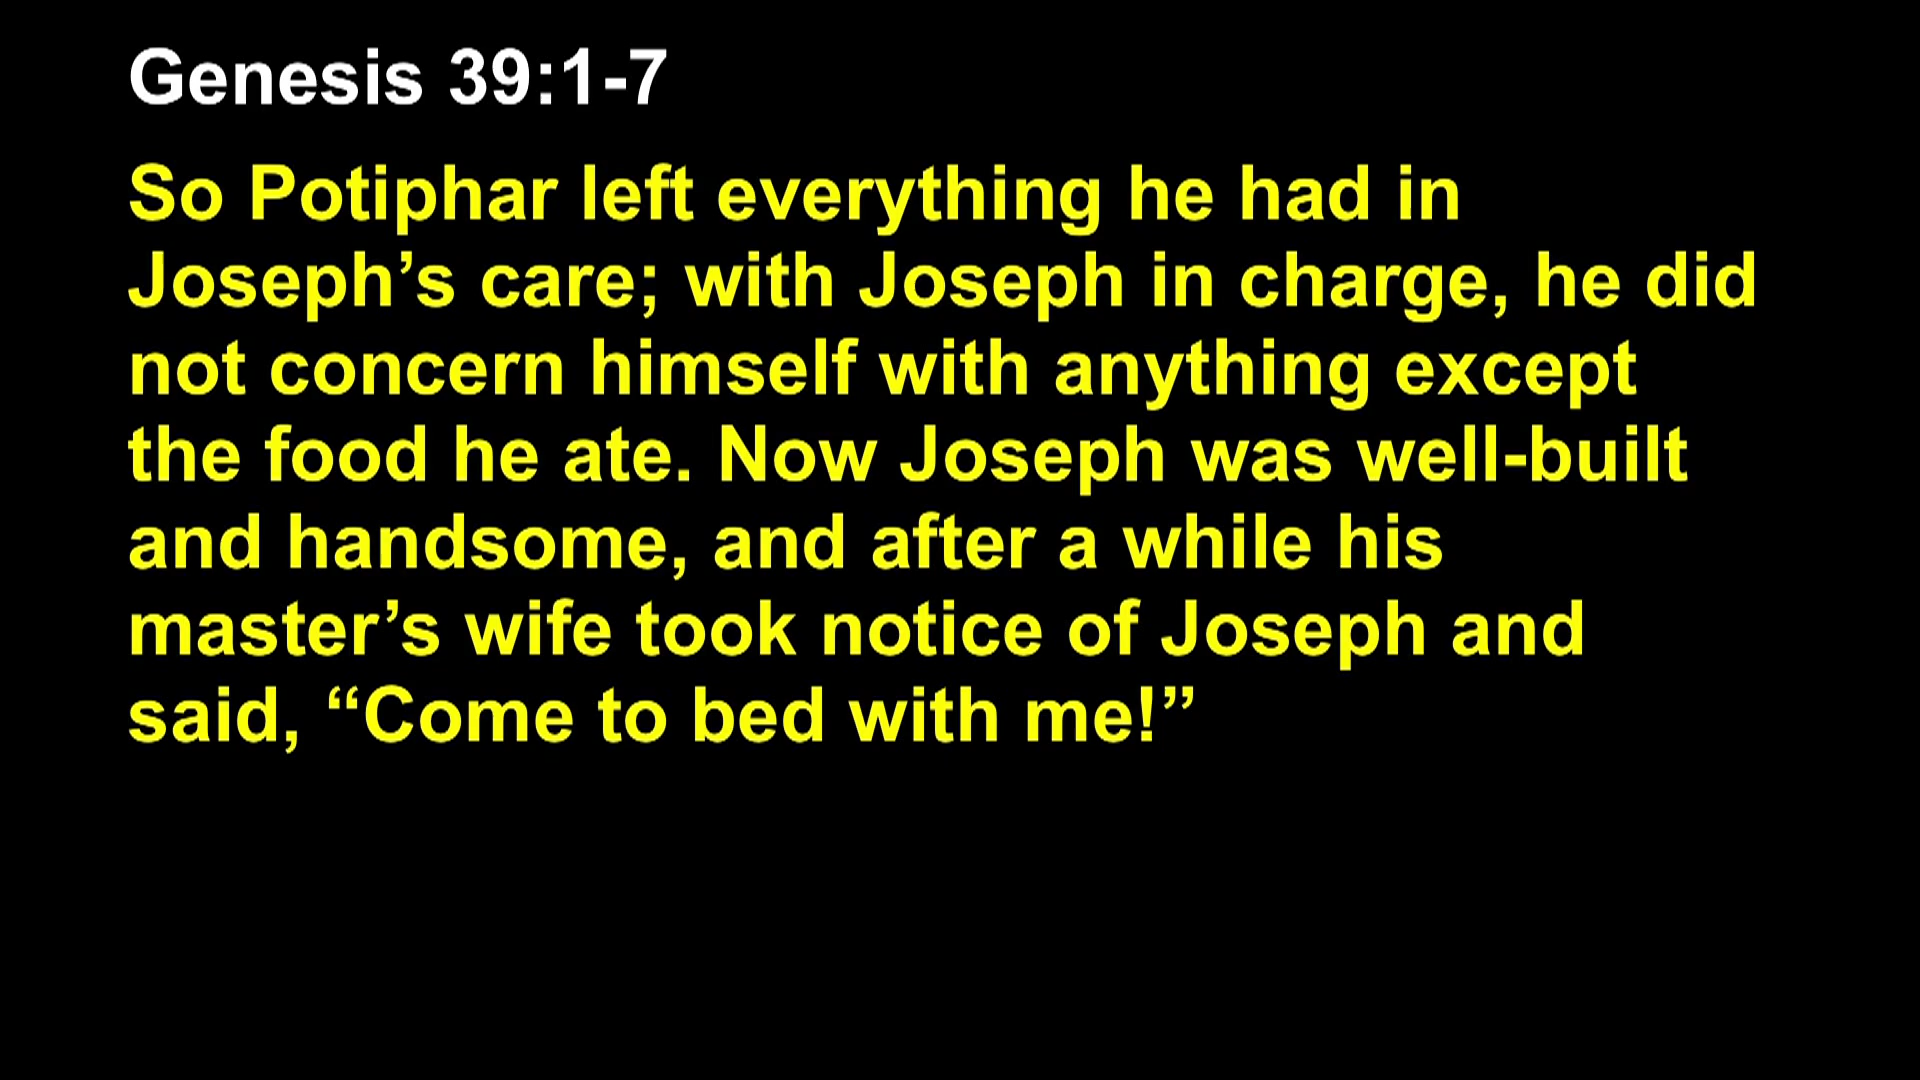 Genesis 39:1-7
So Potiphar left everything he had in
Joseph’s care; with Joseph in charge, he did
not concern himself with anything except
the food he ate. Now Joseph was well-built
and handsome, and after a while his
master’s wife took notice of Joseph and
said, “Come to bed with me!”